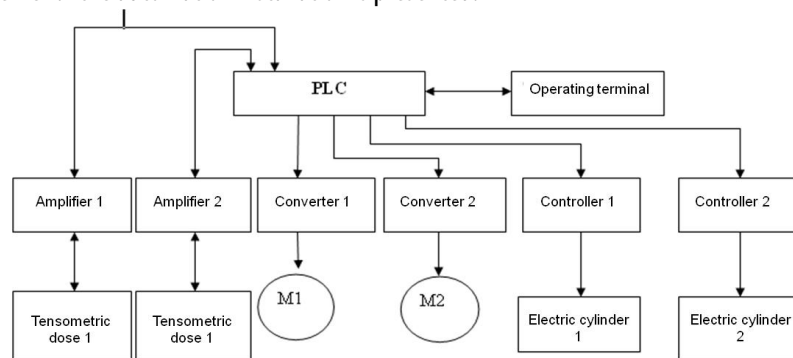 PLC
Operating terminal
Amplifier 1
Amplifier 2
Converter 1
Converter 2
Controller 1
Controller 2
M1
M2
Tensometric
dose 1
Tensometric
dose 1
Electric cylinder
1
Electric cylinder
2